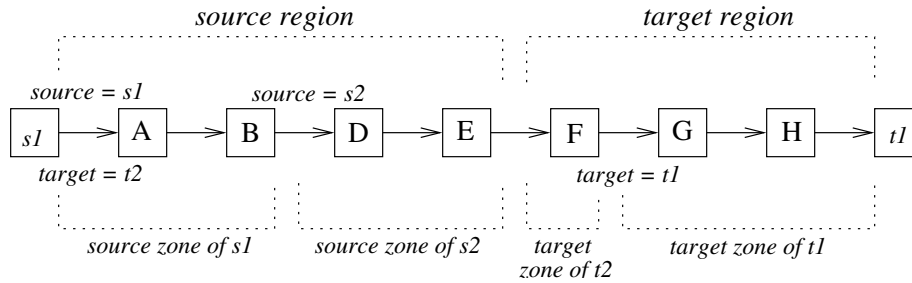 source region
target region
source = s1
source = s2
s1
A
B
D
E
F
G
H
t1
target = t2
target = t1
source zone of s1
source zone of s2
target
zone of t2
target zone of t1